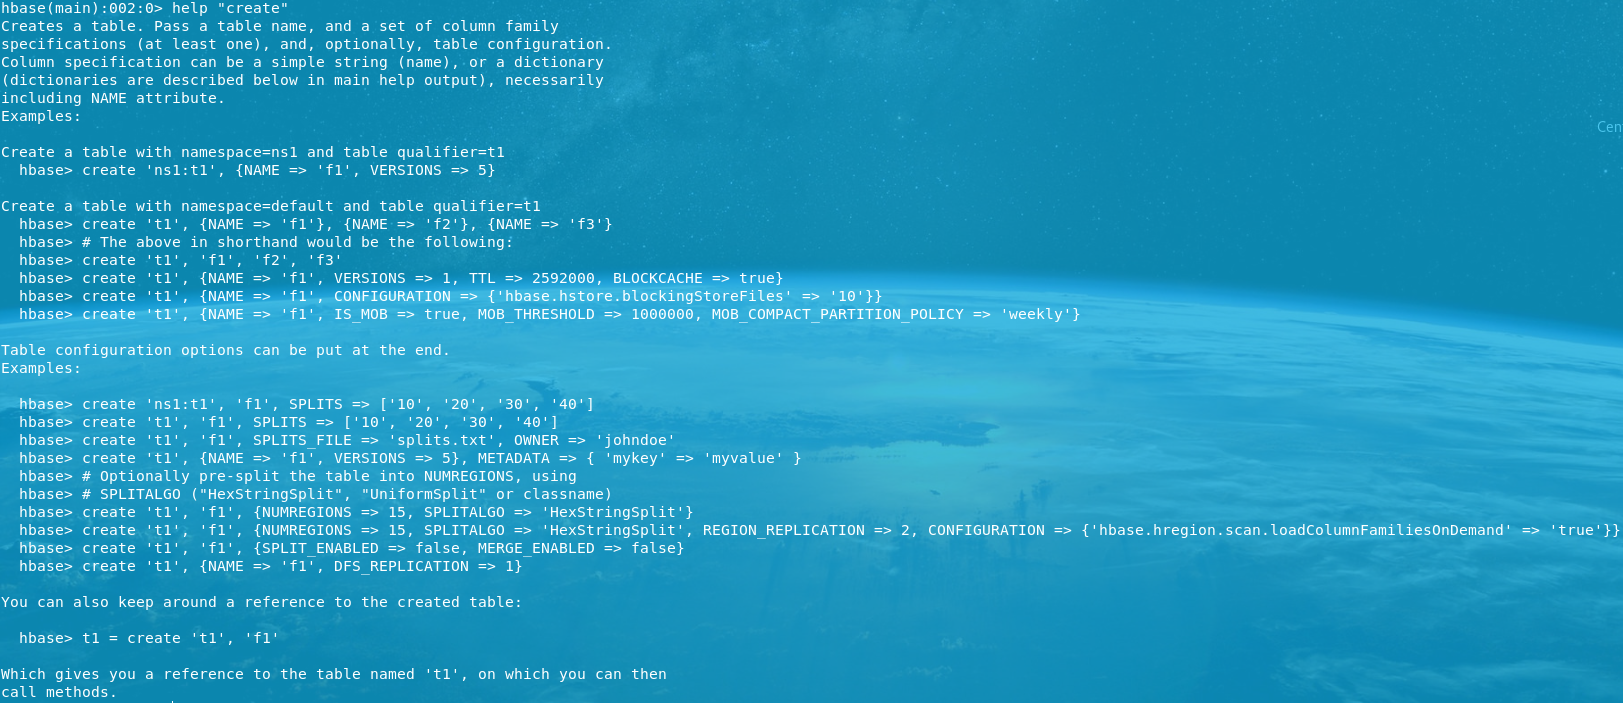 hbase(main):002:0> help "create"
Creates a table. Pass a table name, and a set of column family
specifications (at least one), and, optionally, table configuration.
Column specification can be a simple string (name), or a dictionary
(dictionaries are described below in main help output), necessarily
including NAME attribute.
Examples:
Cen
Create a table with namespace=ns1 and table qualifier=t1
  hbase> create 'ns1:t1', {NAME => 'f1', VERSIONS => 5}
Create a table with namespace=default and table qualifier=t1
  hbase> create 't1', {NAME => 'f1'}, {NAME => 'f2'}, {NAME => 'f3'}
  hbase> # The above in shorthand would be the following:
  hbase> create 't1', 'f1', 'f2', 'f3'
  hbase> create 't1', {NAME => 'f1', VERSIONS => 1, TTL => 2592000, BLOCKCACHE => true}
  hbase> create 't1', {NAME => 'f1', CONFIGURATION => {'hbase.hstore.blockingStoreFiles' => '10'}}
  hbase> create 't1', {NAME => 'f1', IS_MOB => true, MOB_THRESHOLD => 1000000, MOB_COMPACT_PARTITION_POLICY => 'weekly'}
Table configuration options can be put at the end.
Examples:
  hbase> create 'ns1:t1', 'f1', SPLITS => ['10', '20', '30', '40']
  hbase> create 't1', 'f1', SPLITS => ['10', '20', '30', '40']
  hbase> create 't1', 'f1', SPLITS_FILE => 'splits.txt', OWNER => 'johndoe'
  hbase> create 't1', {NAME => 'f1', VERSIONS => 5}, METADATA => { 'mykey' => 'myvalue' }
  hbase> # Optionally pre-split the table into NUMREGIONS, using
  hbase> # SPLITALGO ("HexStringSplit", "UniformSplit" or classname)
  hbase> create 't1', 'f1', {NUMREGIONS => 15, SPLITALGO => 'HexStringSplit'}
  hbase> create 't1', 'f1', {NUMREGIONS => 15, SPLITALGO => 'HexStringSplit', REGION_REPLICATION => 2, CONFIGURATION => {'hbase.hregion.scan.loadColumnFamiliesOnDemand' => 'true'}}
  hbase> create 't1', 'f1', {SPLIT_ENABLED => false, MERGE_ENABLED => false}
  hbase> create 't1', {NAME => 'f1', DFS_REPLICATION => 1}
You can also keep around a reference to the created table:
  hbase> t1 = create 't1', 'f1'
Which gives you a reference to the table named 't1', on which you can then
call methods.